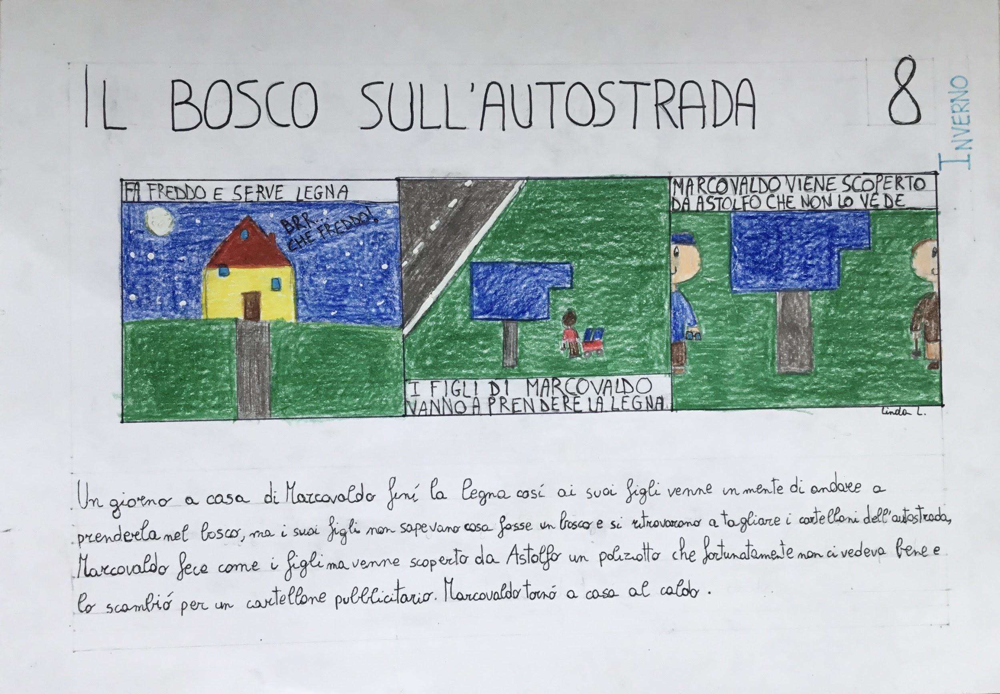 IL BOSCO SULL'AUTOSTRADA
8
INVERNO
FA FREDDO E SERVE LEGNA
BRR...
CHE FREDDO!
I FIGLI DI MARCOVALDO
VANNO A PRENDERE LA LEGNA
MARCOVALDO VIENE SCOPERTO
DA ASTOLFO CHE NON LO VEDE
Linda L.
Un giorno a casa di Marcovaldo finí la legna cosí ai suoi figli venne in mente di andare a
prenderla nel bosco, ma i suoi figli non sapevano cosa fosse un bosco e si ritrovarono a tagliare i cartelloni dell'autostrada,
Marcovaldo fece come i figli ma venne scoperto da Astolfo un poliziotto che fortunatamente non ci vedeva bene e
lo scambió per un cartellone pubblicitario. Marcovaldo tornó a casa al caldo.